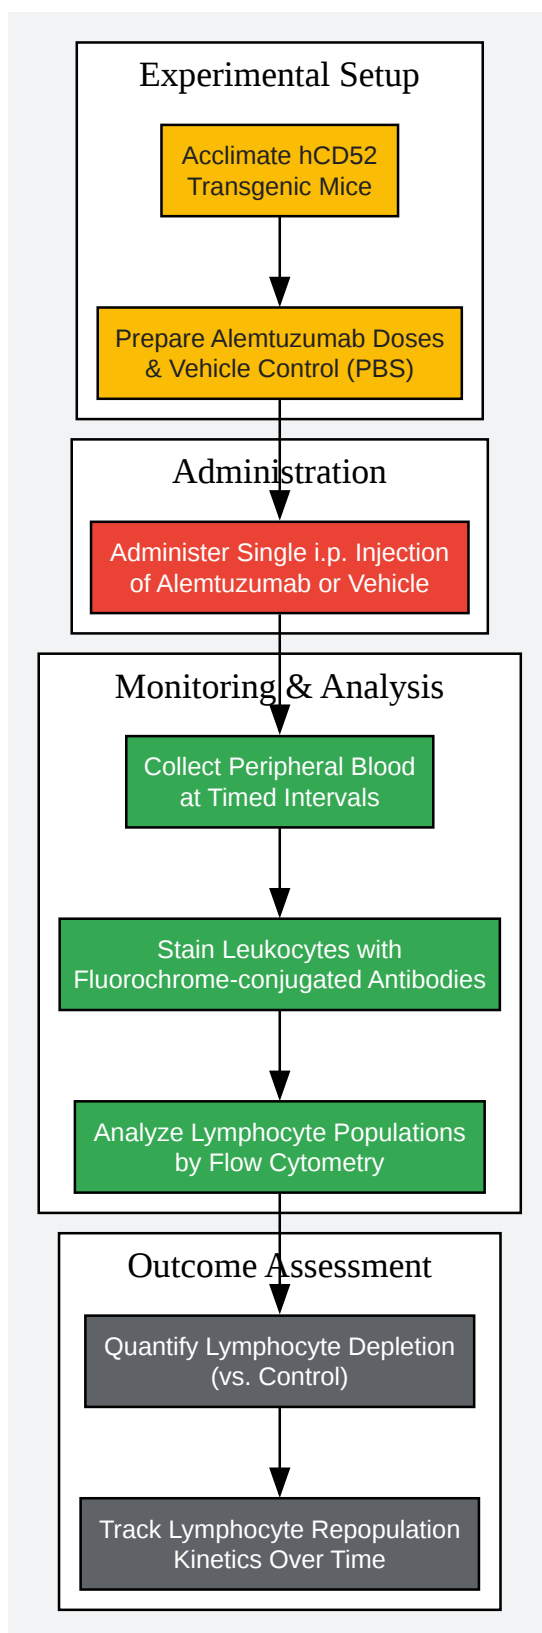 Experimental Setup
Acclimate hCD52
Transgenic Mice
Prepare Alemtuzumab Doses
& Vehicle Control (PBS)
Administration
Administer Single i.p. Injection
of Alemtuzumab or Vehicle
Monitoring & Analysis
Collect Peripheral Blood
at Timed Intervals
Stain Leukocytes with
Fluorochrome-conjugated Antibodies
Analyze Lymphocyte Populations
by Flow Cytometry
Outcome Assessment
Quantify Lymphocyte Depletion
(vs. Control)
Track Lymphocyte Repopulation
Kinetics Over Time